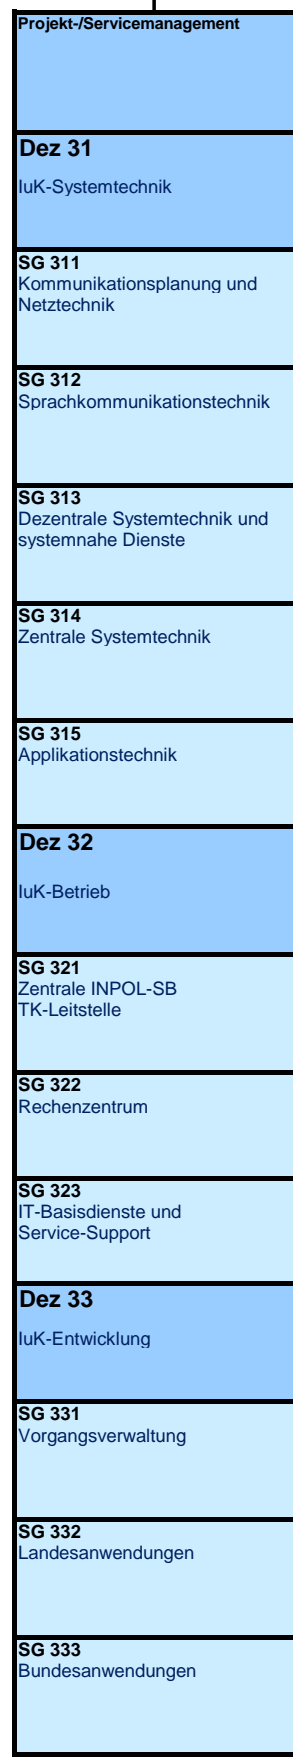 Projekt-/Servicemanagement
Dez 31
IuK-Systemtechnik
SG 311
Kommunikationsplanung und
Netztechnik
SG 312
Sprachkommunikationstechnik
SG 313
Dezentrale Systemtechnik und
systemnahe Dienste
SG 314
Zentrale Systemtechnik
SG 315
Applikationstechnik
Dez 32
IuK-Betrieb
SG 321
Zentrale INPOL-SB
TK-Leitstelle
SG 322
Rechenzentrum
SG 323
IT-Basisdienste und
Service-Support
Dez 33
IuK-Entwicklung
SG 331
Vorgangsverwaltung
SG 332
Landesanwendungen
SG 333
Bundesanwendungen